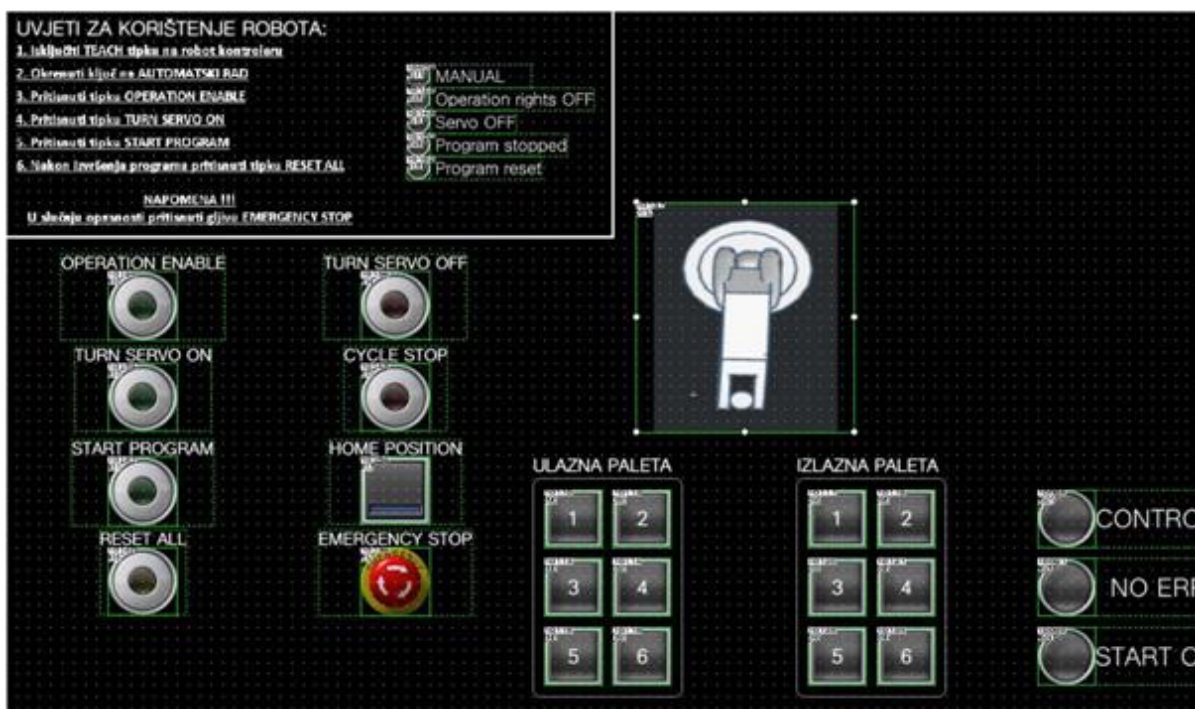 UVJETI ZA KORIŠTENJE ROBOTA:
1. Isključiti TEACH tipku na robot kontroleru
2. Okrenuti ključ na AUTOMATSKI RAD
3. Pritisnuti tipku OPERATION ENABLE
4. Pritisnuti tipku TURN SERVO ON
5. Pritisnuti tipku START PROGRAM
6. Nakon izvršenja programa pritisnuti tipku RESET ALL
NAPOMENA !!!
U slučaju opasnosti pritisnuti gljivu EMERGENCY STOP
MANUAL
Operation rights OFF
Servo OFF
Program stopped
Program reset
OPERATION ENABLE
TURN SERVO OFF
TURN SERVO ON
CYCLE STOP
START PROGRAM
HOME POSITION
RESET ALL
EMERGENCY STOP
ULAZNA PALETA
1 2
3 4
5 6
IZLAZNA PALETA
1 2
3 4
5 6
CONTRO
NO ERR
START O